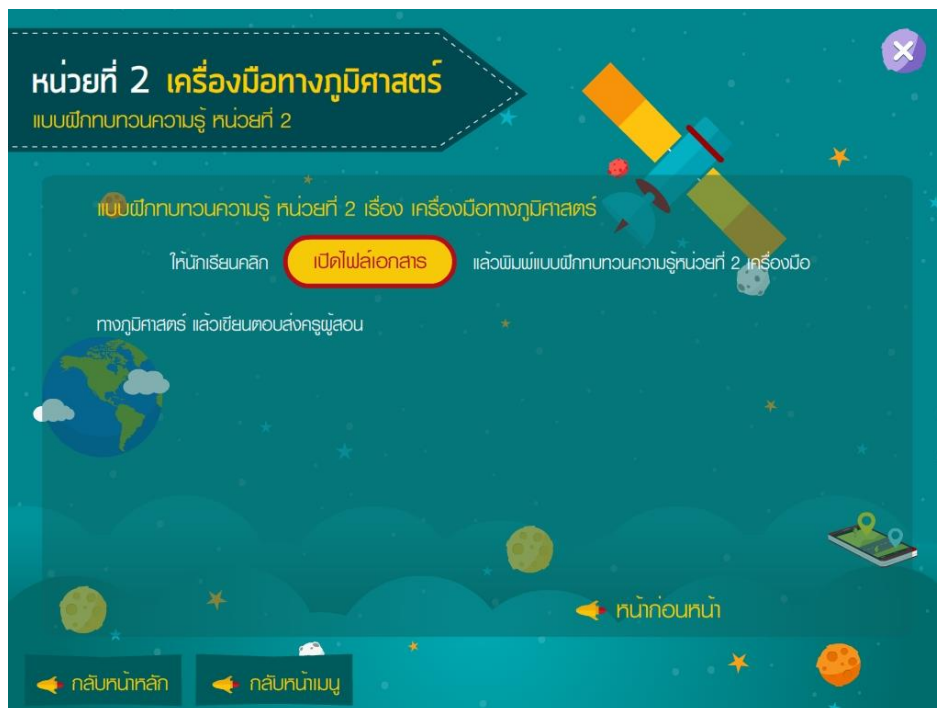 หน่วยที่ 2 เครื่องมือทางภูมิศาสตร์
แบบฝึกทบทวนความรู้ หน่วยที่ 2
แบบฝึกทบทวนความรู้ หน่วยที่ 2 เรื่อง เครื่องมือทางภูมิศาสตร์
ให้นักเรียนคลิก เปิดไฟล์เอกสาร แล้วพิมพ์แบบฝึกทบทวนความรู้หน่วยที่ 2 เครื่องมือ
ทางภูมิศาสตร์ แล้วเขียนตอบส่งครูผู้สอน
หน้าก่อนหน้า
กลับหน้าหลัก กลับหน้าเมนู